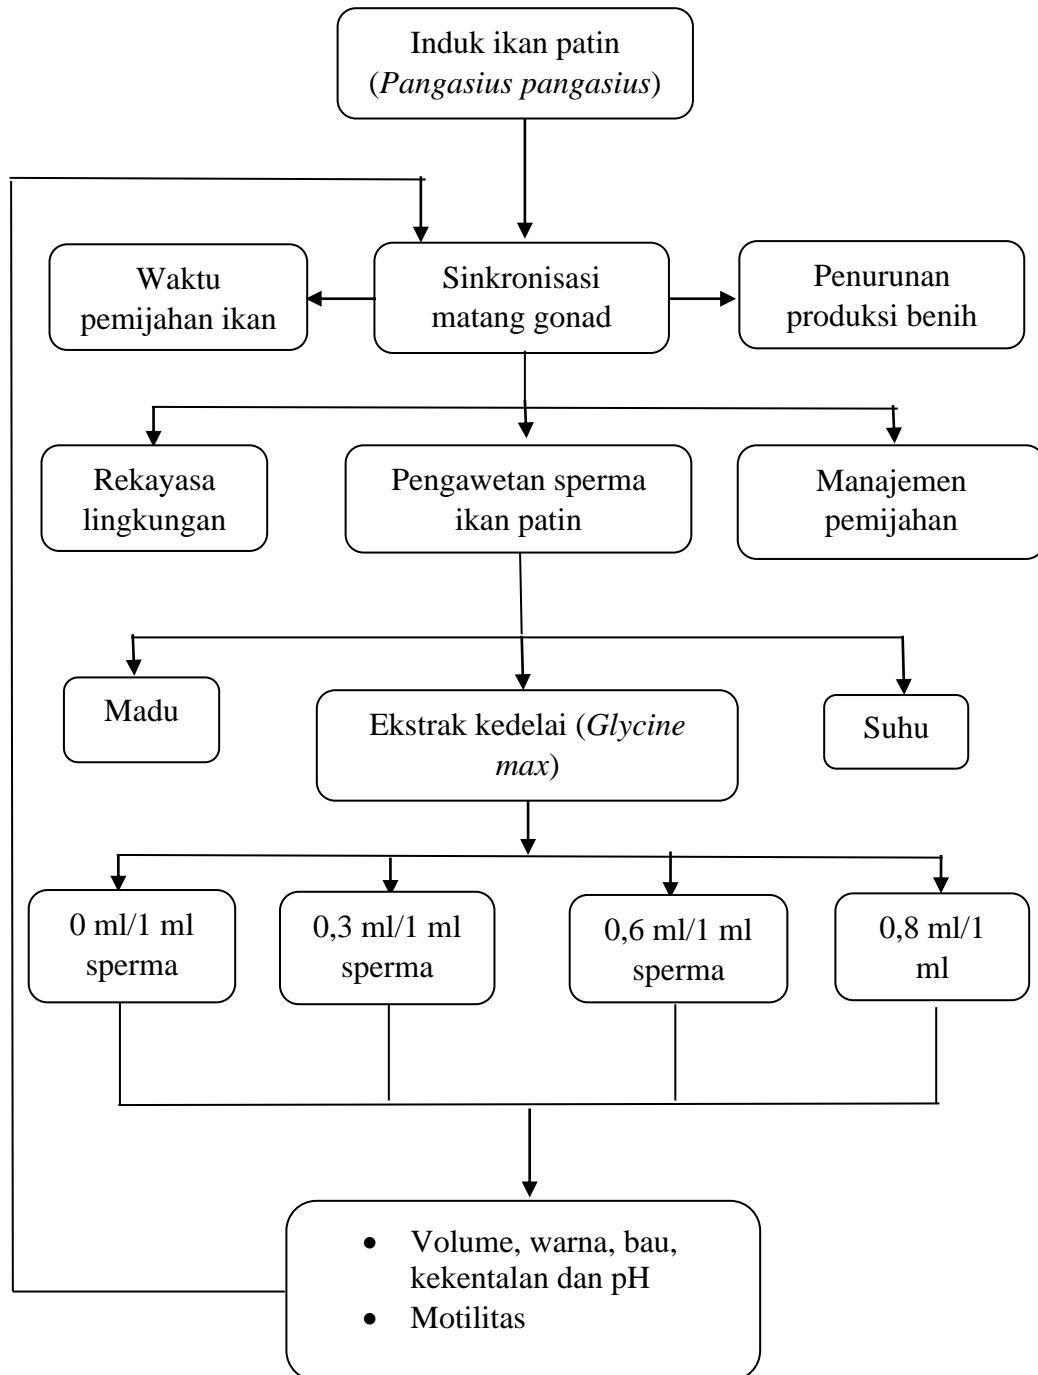 Induk ikan patin
(Pangasius pangasius)
Waktu
pemijahan ikan
Sinkronisasi
matang gonad
Penurunan
produksi benih
Rekayasa
lingkungan
Pengawetan sperma
ikan patin
Manajemen
pemijahan
Madu
Ekstrak kedelai (Glycine
max)
Suhu
0 ml/1 ml
sperma
0,3 ml/1 ml
sperma
0,6 ml/1 ml
sperma
0,8 ml/1
ml
• Volume, warna, bau,
kekentalan dan pH
• Motilitas